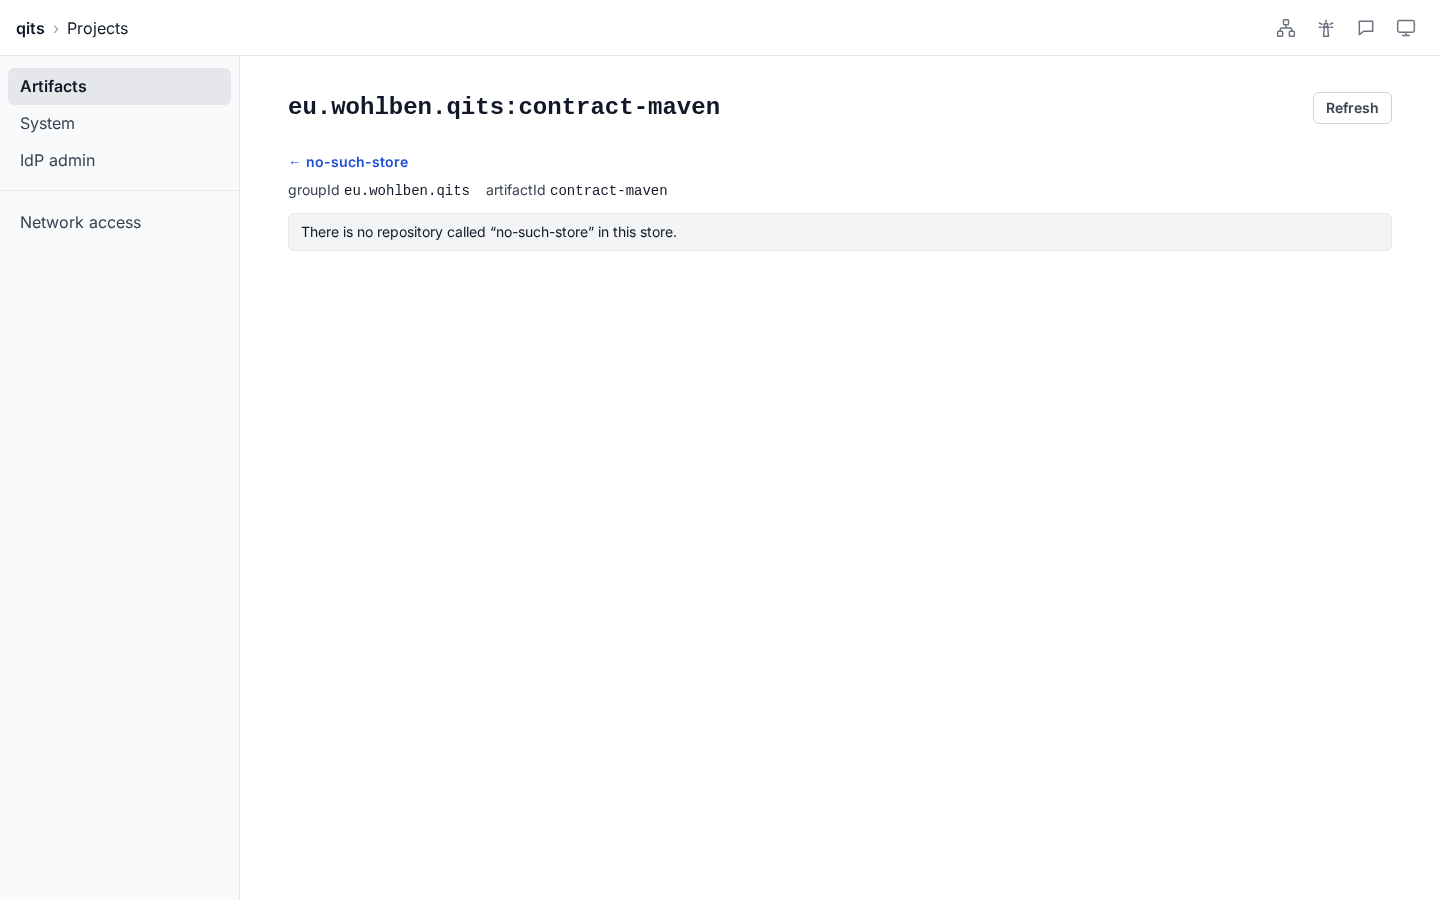 qits › Projects
Artifacts
System
IdP admin
Network access
eu.wohlben.qits:contract-maven
Refresh
← no-such-store
groupId eu.wohlben.qits artifactId contract-maven
There is no repository called “no-such-store” in this store.